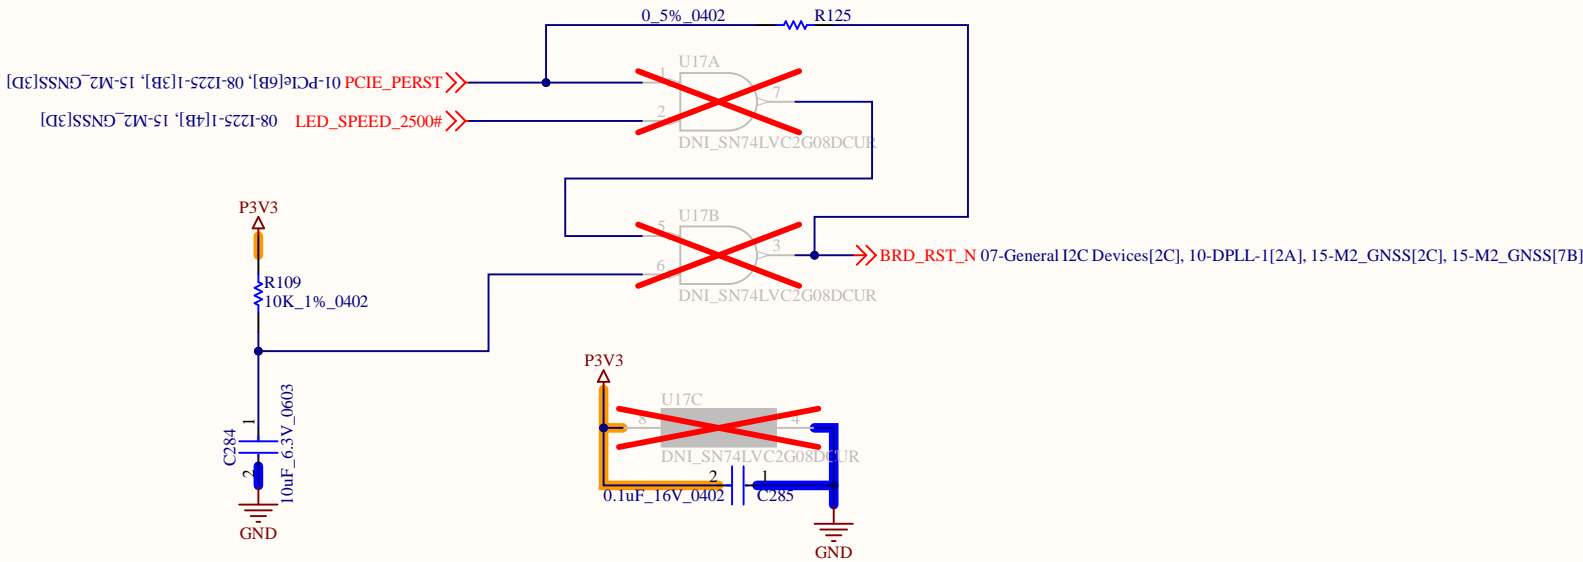 0_5%_0402 R125
U17A
01-PCIe[6B], 08-I225-1[3B], 15-M2_GNSS[3D] PCIE_PERST
1
7
2
08-I225-1[4B], 15-M2_GNSS[3D] LED_SPEED_2500#
DNI_SN74LVC2G08DCUR
P3V3
U17B
5
3
6
BRD_RST_N 07-General I2C Devices[2C], 10-DPLL-1[2A], 15-M2_GNSS[2C], 15-M2_GNSS[7B]
DNI_SN74LVC2G08DCUR
R109
10K_1%_0402
P3V3
U17C
8
4
DNI_SN74LVC2G08DCUR
1
C284
2
10uF_6.3V_0603
2
1
0.1uF_16V_0402 C285
GND
GND